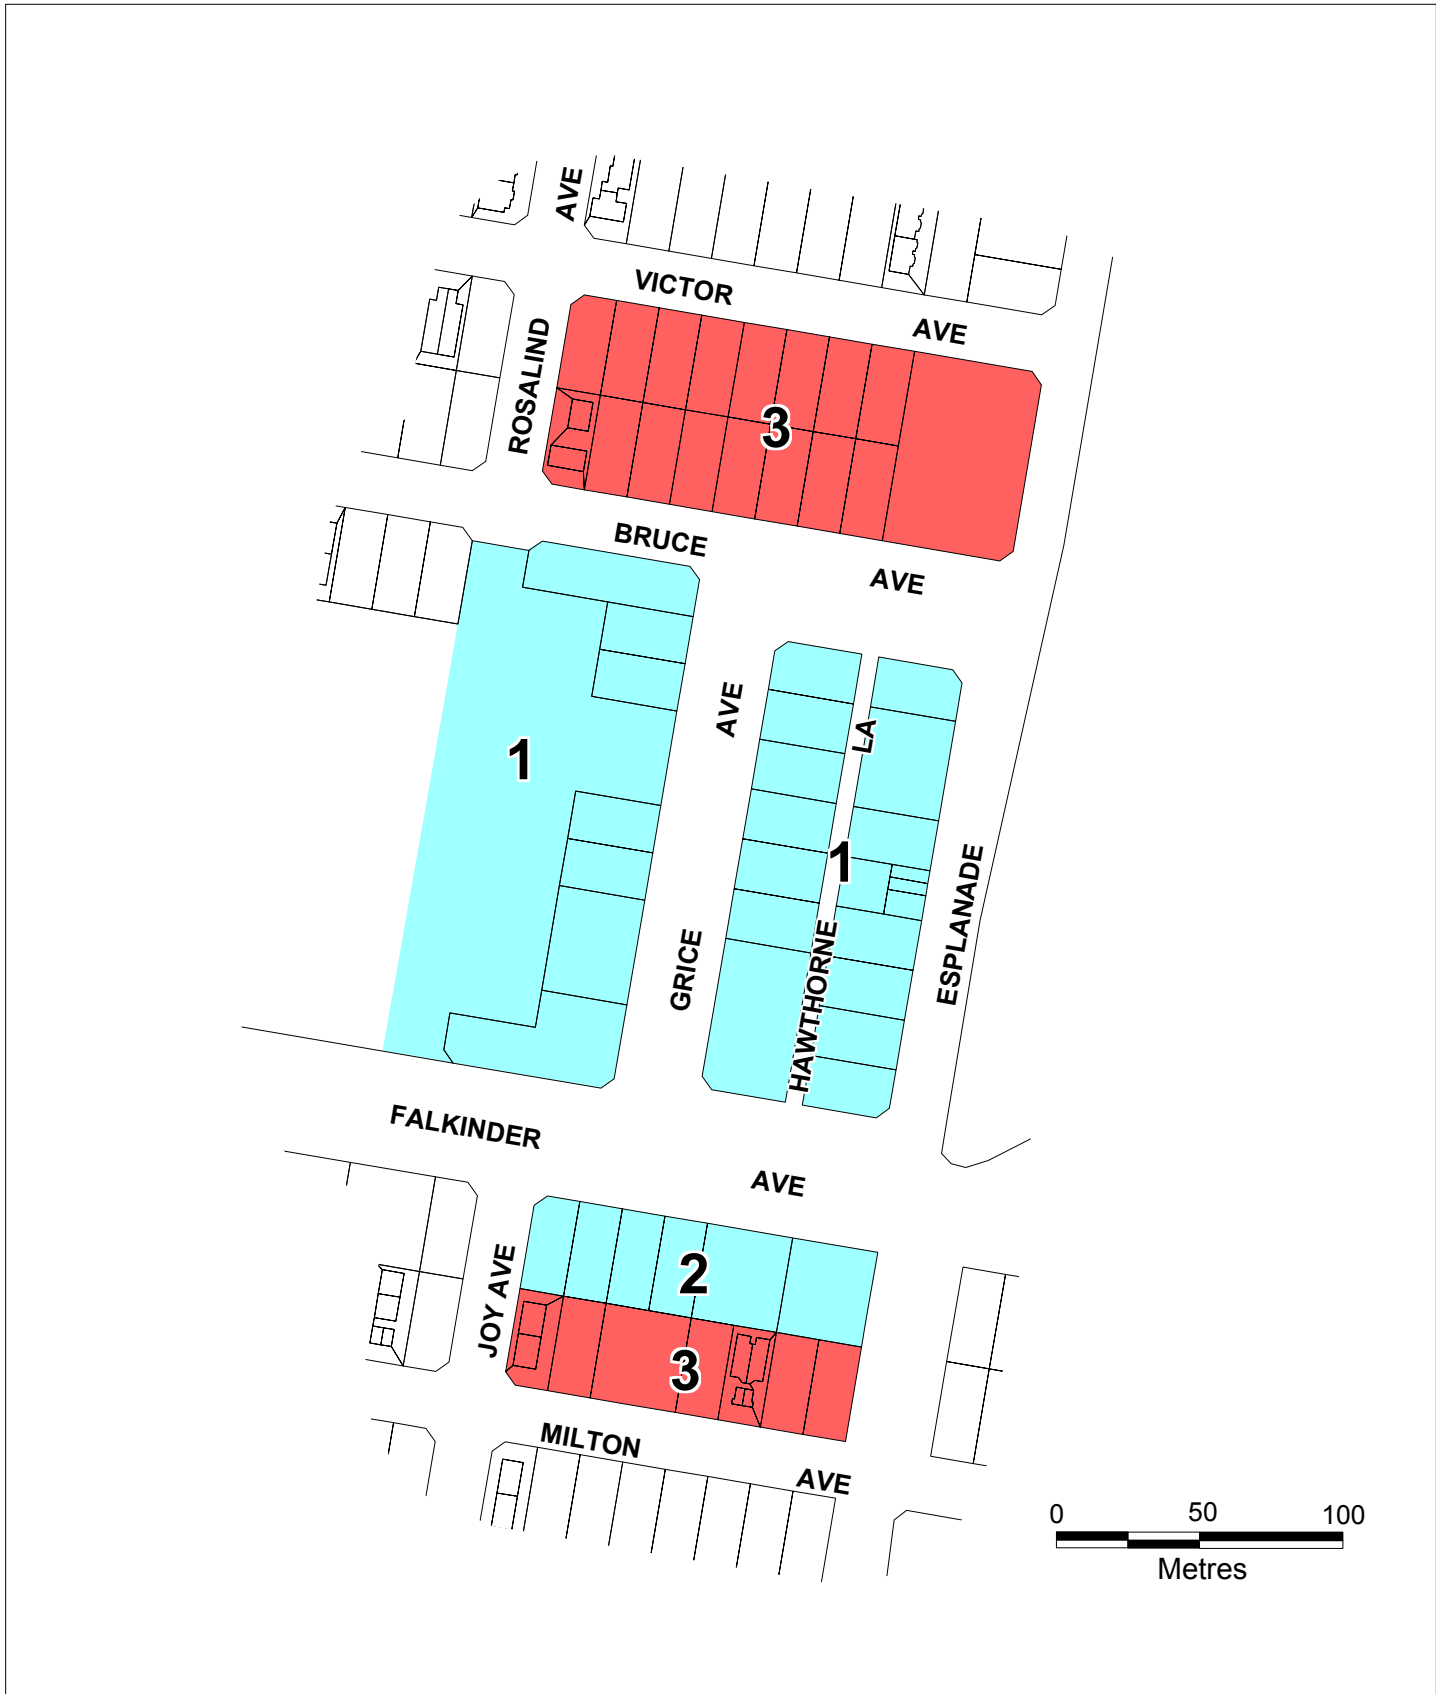 AVE
VICTOR
AVE
ROSALIND
3
BRUCE
AVE
AVE
LA
1
1
ESPLANADE
GRICE
HAWTHORNE
FALKINDER
AVE
2
JOY AVE
3
MILTON
AVE
0 50 100
Metres